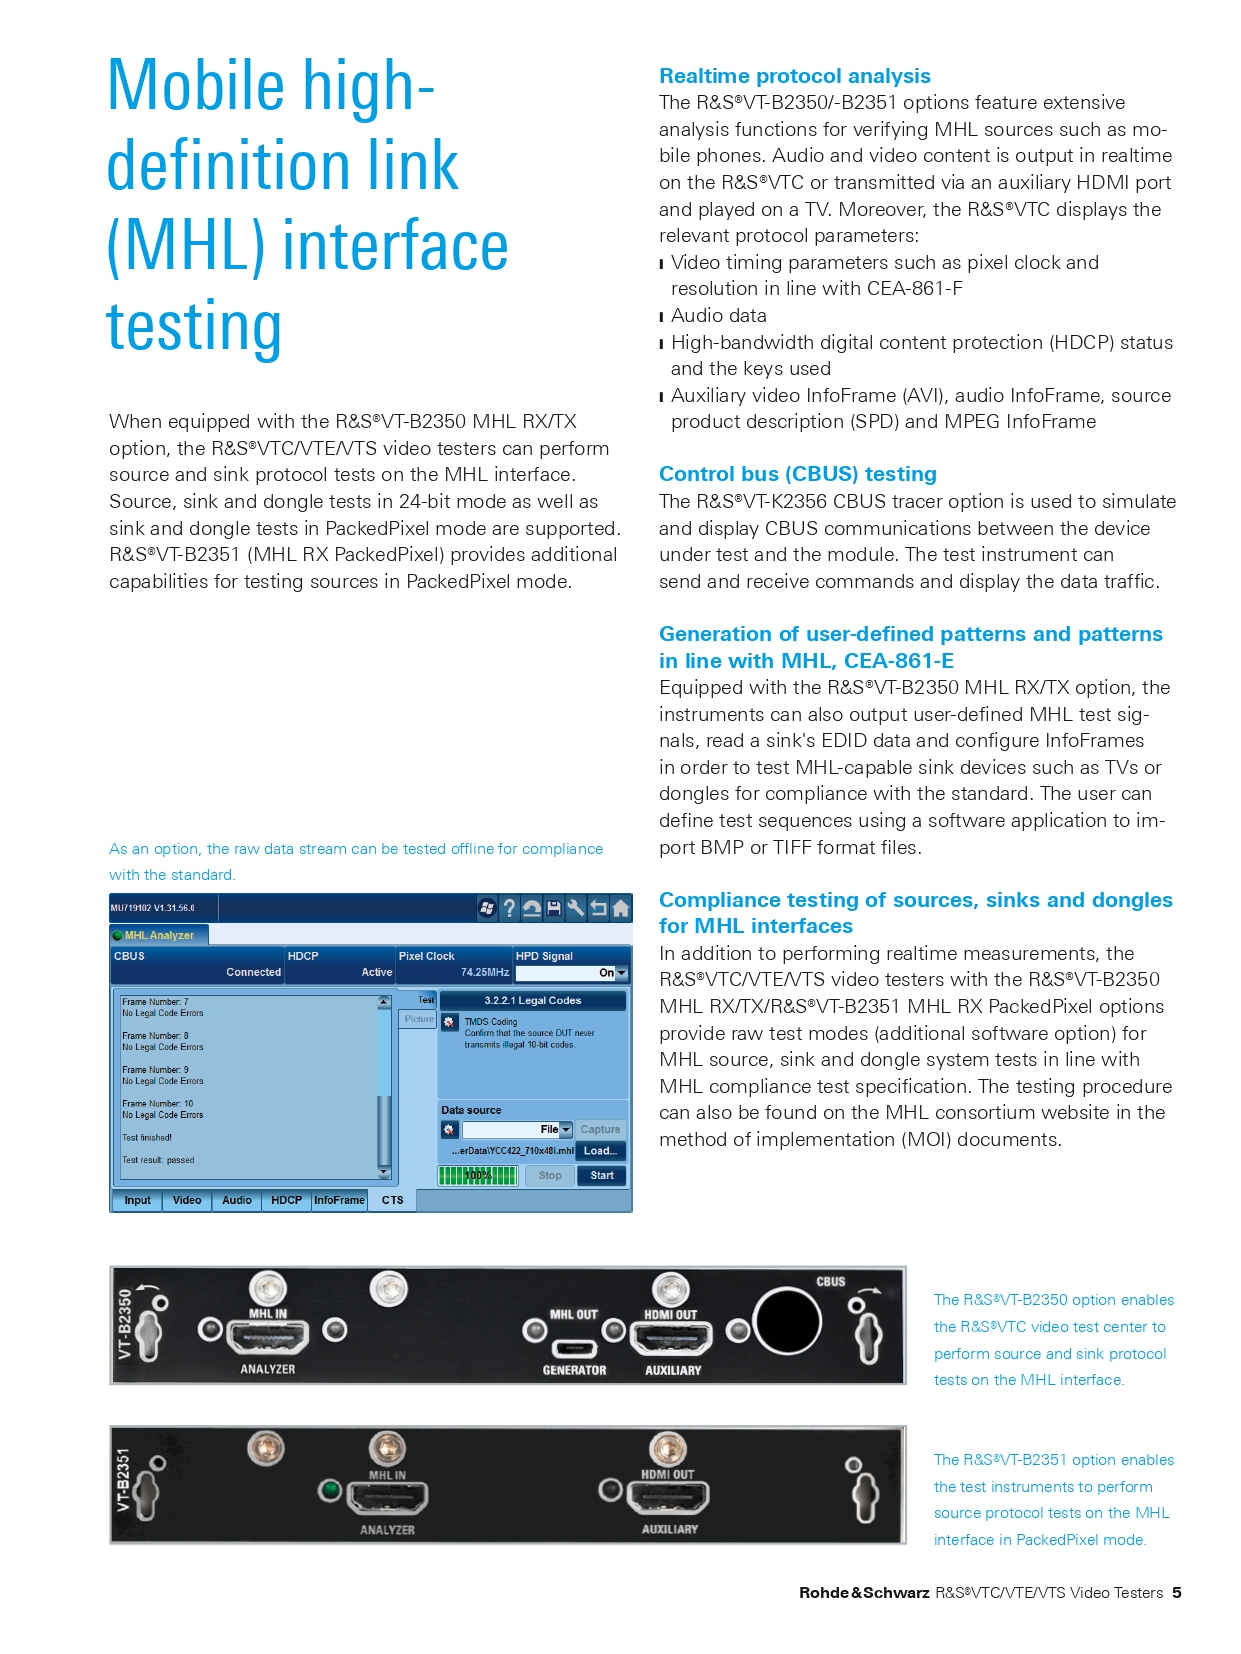 Mobile high-
definition link
(MHL) interface
testing
When equipped with the R&S®VT-B2350 MHL RX/TX
option, the R&S®VTC/VTE/VTS video testers can perform
source and sink protocol tests on the MHL interface.
Source, sink and dongle tests in 24-bit mode as well as
sink and dongle tests in PackedPixel mode are supported.
R&S®VT-B2351 (MHL RX PackedPixel) provides additional
capabilities for testing sources in PackedPixel mode.
As an option, the raw data stream can be tested offline for compliance
with the standard.
MU719102 V1.31.56.0
MHL Analyzer
CBUS HDCP Pixel Clock HPD Signal
Connected Active 74.25MHz On
Frame Number: 7
No Legal Code Errors
Frame Number: 8
No Legal Code Errors
Frame Number: 9
No Legal Code Errors
Frame Number: 10
No Legal Code Errors
Test finished!
Test result: passed
Test
Picture
3.2.2.1 Legal Codes
TMDS Coding
Confirm that the source DUT never
transmits illegal 10-bit codes.
Data source
File Capture
...erData\YCC422_710x48i.mhl Load...
100% Stop Start
Input Video Audio HDCP InfoFrame CTS
Realtime protocol analysis
The R&S®VT-B2350/-B2351 options feature extensive
analysis functions for verifying MHL sources such as mo-
bile phones. Audio and video content is output in realtime
on the R&S®VTC or transmitted via an auxiliary HDMI port
and played on a TV. Moreover, the R&S®VTC displays the
relevant protocol parameters:
ı Video timing parameters such as pixel clock and
resolution in line with CEA-861-F
ı Audio data
ı High-bandwidth digital content protection (HDCP) status
and the keys used
ı Auxiliary video InfoFrame (AVI), audio InfoFrame, source
product description (SPD) and MPEG InfoFrame
Control bus (CBUS) testing
The R&S®VT-K2356 CBUS tracer option is used to simulate
and display CBUS communications between the device
under test and the module. The test instrument can
send and receive commands and display the data traffic.
Generation of user-defined patterns and patterns
in line with MHL, CEA-861-E
Equipped with the R&S®VT-B2350 MHL RX/TX option, the
instruments can also output user-defined MHL test sig-
nals, read a sink's EDID data and configure InfoFrames
in order to test MHL-capable sink devices such as TVs or
dongles for compliance with the standard. The user can
define test sequences using a software application to im-
port BMP or TIFF format files.
Compliance testing of sources, sinks and dongles
for MHL interfaces
In addition to performing realtime measurements, the
R&S®VTC/VTE/VTS video testers with the R&S®VT-B2350
MHL RX/TX/R&S®VT-B2351 MHL RX PackedPixel options
provide raw test modes (additional software option) for
MHL source, sink and dongle system tests in line with
MHL compliance test specification. The testing procedure
can also be found on the MHL consortium website in the
method of implementation (MOI) documents.
VT-B2350
MHL IN
ANALYZER
MHL OUT
GENERATOR
HDMI OUT
AUXILIARY
CBUS
The R&S®VT-B2350 option enables
the R&S®VTC video test center to
perform source and sink protocol
tests on the MHL interface.
VT-B2351
MHL IN
ANALYZER
HDMI OUT
AUXILIARY
The R&S®VT-B2351 option enables
the test instruments to perform
source protocol tests on the MHL
interface in PackedPixel mode.
Rohde&Schwarz R&S®VTC/VTE/VTS Video Testers 5